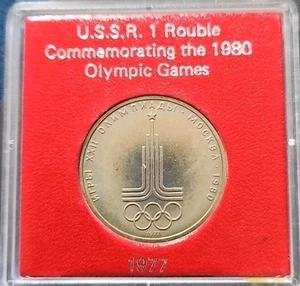 U.S.S.R. 1 Rouble
Commemorating the 1980
Olympic Games
ИГРЫ XXII ОЛИМПИАДЫ · МОСКВА · 1980
1977